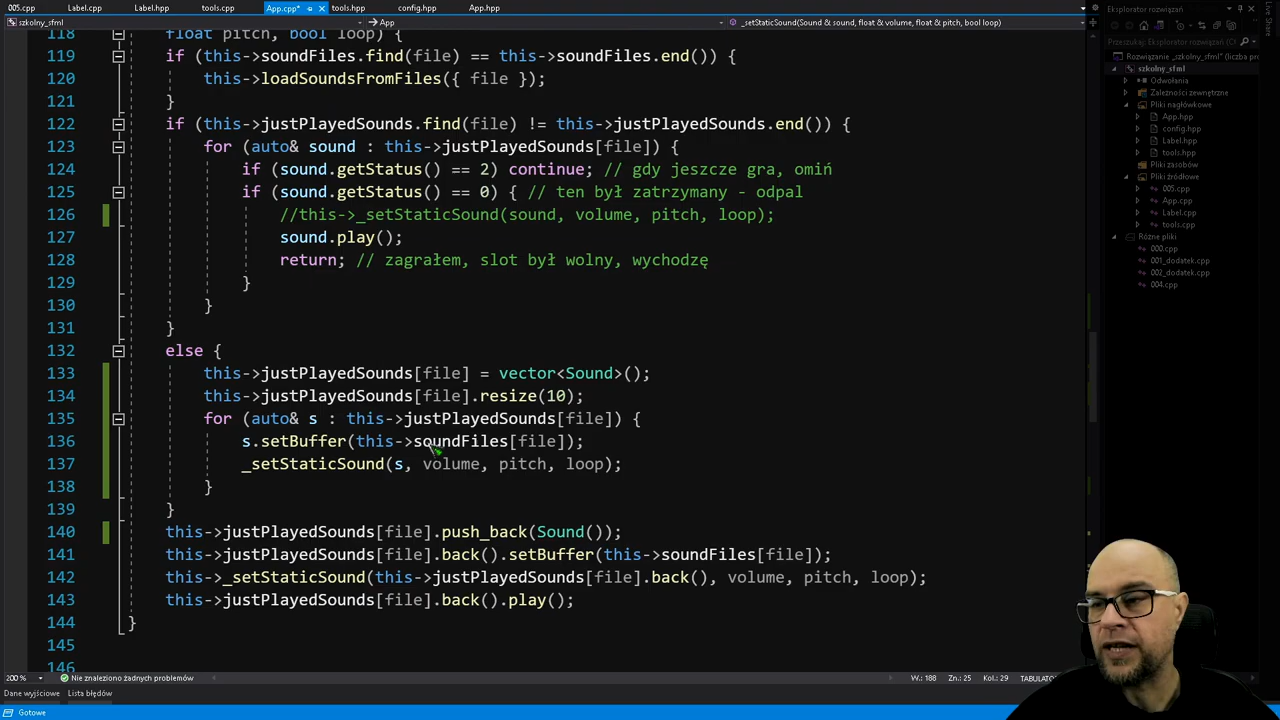 005.cpp Label.cpp tools.cpp App.cpp* tools.hpp config.hpp App.hpp
szkolny_sfml App _setStaticSound(Sound & sound, float & volume, float & pitch, bool loop)
118 float pitch, bool loop) {
119 if (this->soundFiles.find(file) == this->soundFiles.end()) {
120 this->loadSoundsFromFiles({ file });
121 }
122 if (this->justPlayedSounds.find(file) != this->justPlayedSounds.end()) {
123 for (auto& sound : this->justPlayedSounds[file]) {
124 if (sound.getStatus() == 2) continue; // gdy jeszcze gra, omiń
125 if (sound.getStatus() == 0) { // ten był zatrzymany - odpal
126 //this->_setStaticSound(sound, volume, pitch, loop);
127 sound.play();
128 return; // zagrałem, slot był wolny, wychodzę
129 }
130 }
131 }
132 else {
133 this->justPlayedSounds[file] = vector<Sound>();
134 this->justPlayedSounds[file].resize(10);
135 for (auto& s : this->justPlayedSounds[file]) {
136 s.setBuffer(this->soundFiles[file]);
137 _setStaticSound(s, volume, pitch, loop);
138 }
139 }
140 this->justPlayedSounds[file].push_back(Sound());
141 this->justPlayedSounds[file].back().setBuffer(this->soundFiles[file]);
142 this->_setStaticSound(this->justPlayedSounds[file].back(), volume, pitch, loop);
143 this->justPlayedSounds[file].back().play();
144 }
145
146
200 % Nie znaleziono żadnych problemów W.: 188 Zn.: 25 Kol.: 29 TABULATO
Dane wyjściowe Lista błędów
Gotowe
Eksplorator rozwiązań
Przeszukaj: Eksplorator rozwiązań
Rozwiązanie „szkolny_sfml" (liczba pro
szkolny_sfml
Odwołania
Zależności zewnętrzne
Pliki nagłówkowe
App.hpp
config.hpp
Label.hpp
tools.hpp
Pliki zasobów
Pliki źródłowe
005.cpp
App.cpp
Label.cpp
tools.cpp
Różne pliki
000.cpp
001_dodatek.cpp
002_dodatek.cpp
004.cpp
Live Share